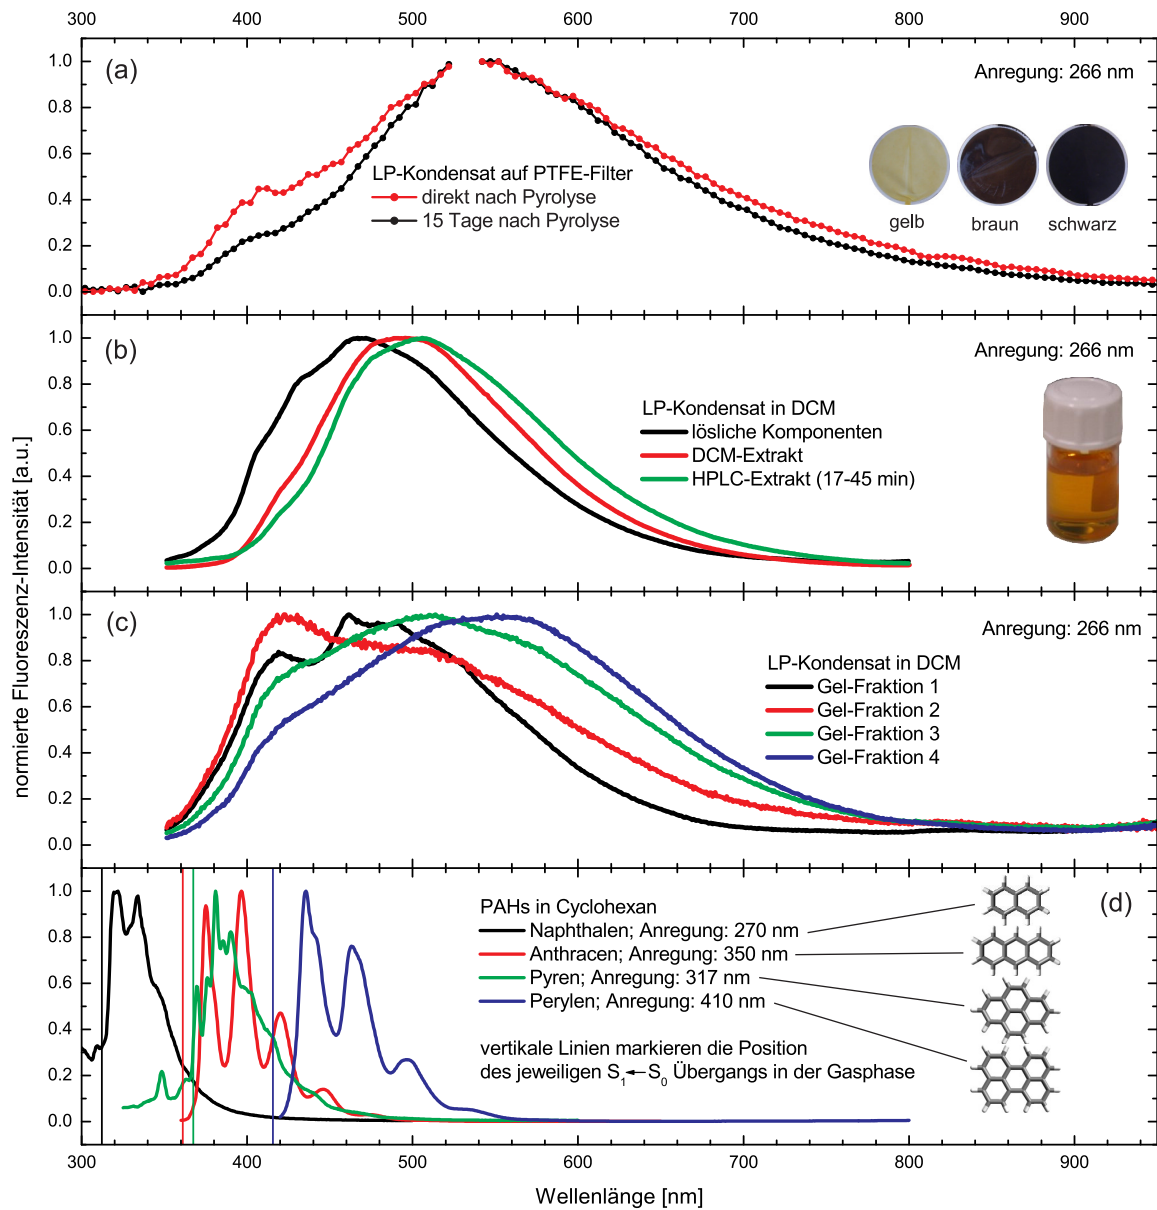 300 400 500 600 700 800 900
(a)
Anregung: 266 nm
1.0
0.8
0.6
0.4
0.2
0.0
LP-Kondensat auf PTFE-Filter
direkt nach Pyrolyse
15 Tage nach Pyrolyse
gelb braun schwarz
(b)
Anregung: 266 nm
1.0
0.8
0.6
0.4
0.2
0.0
LP-Kondensat in DCM
lösliche Komponenten
DCM-Extrakt
HPLC-Extrakt (17-45 min)
normierte Fluoreszenz-Intensität [a.u.]
(c)
Anregung: 266 nm
1.0
0.8
0.6
0.4
0.2
0.0
LP-Kondensat in DCM
Gel-Fraktion 1
Gel-Fraktion 2
Gel-Fraktion 3
Gel-Fraktion 4
(d)
1.0
0.8
0.6
0.4
0.2
0.0
PAHs in Cyclohexan
Naphthalen; Anregung: 270 nm
Anthracen; Anregung: 350 nm
Pyren; Anregung: 317 nm
Perylen; Anregung: 410 nm
vertikale Linien markieren die Position
des jeweiligen S₁←S₀ Übergangs in der Gasphase
300 400 500 600 700 800 900
Wellenlänge [nm]